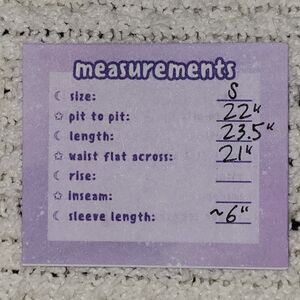 measurements
☾ size: S
☆ pit to pit: 22"
☾ length: 23.5"
☆ waist flat across: 21"
☾ rise:
☆ inseam:
☾ sleeve length: ~6"